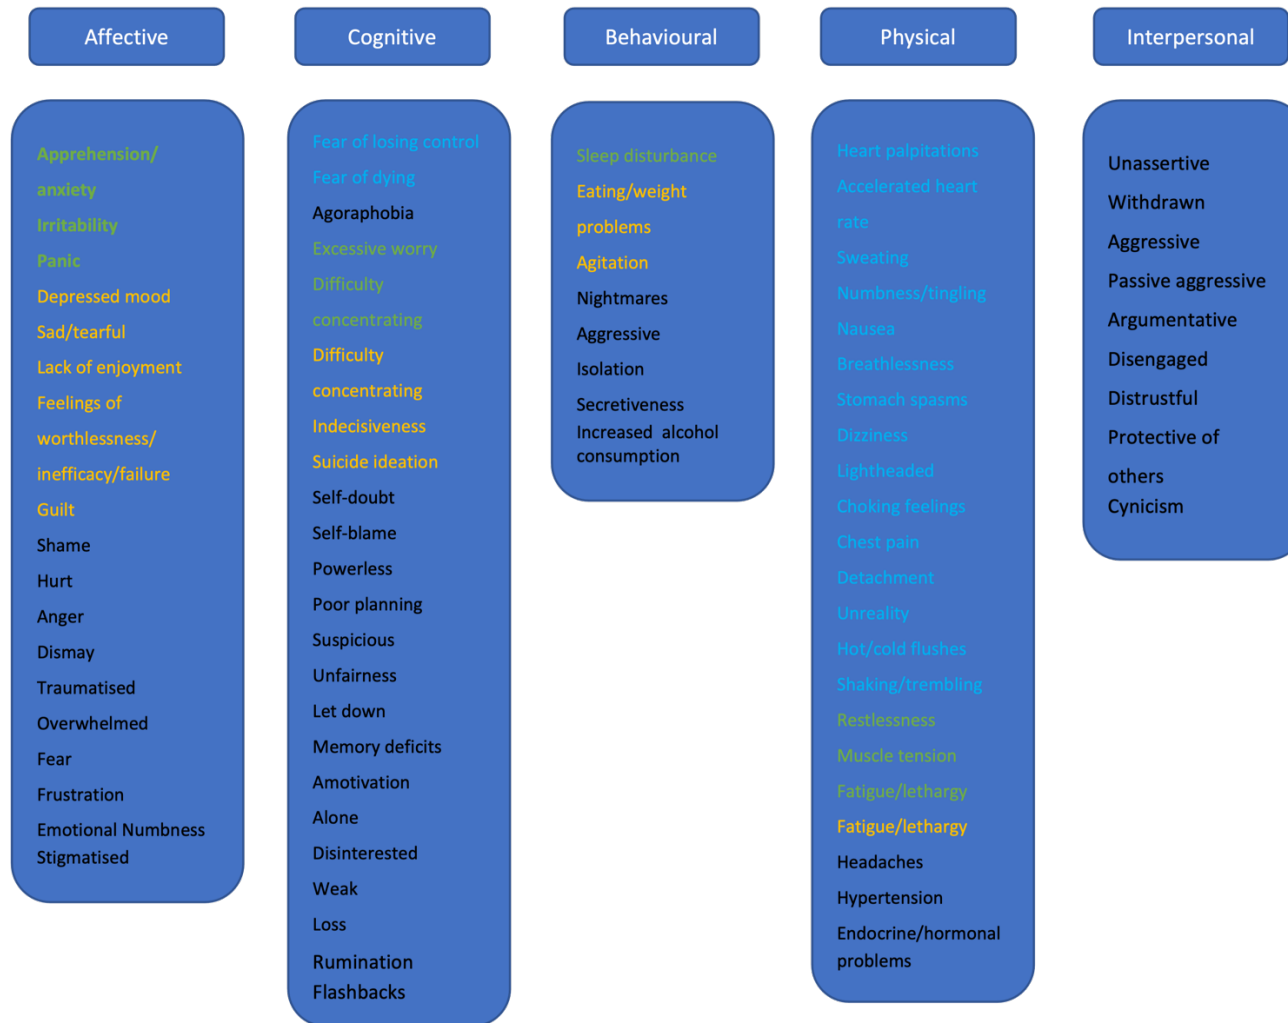 Affective
Cognitive
Behavioural
Physical
Interpersonal
Apprehension/
anxiety
Irritability
Panic
Depressed mood
Sad/tearful
Lack of enjoyment
Feelings of
worthlessness/
inefficacy/failure
Guilt
Shame
Hurt
Anger
Dismay
Traumatised
Overwhelmed
Fear
Frustration
Emotional Numbness
Stigmatised
Fear of losing control
Fear of dying
Agoraphobia
Excessive worry
Difficulty
concentrating
Difficulty
concentrating
Indecisiveness
Suicide ideation
Self-doubt
Self-blame
Powerless
Poor planning
Suspicious
Unfairness
Let down
Memory deficits
Amotivation
Alone
Disinterested
Weak
Loss
Rumination
Flashbacks
Sleep disturbance
Eating/weight
problems
Agitation
Nightmares
Aggressive
Isolation
Secretiveness
Increased alcohol
consumption
Heart palpitations
Accelerated heart
rate
Sweating
Numbness/tingling
Nausea
Breathlessness
Stomach spasms
Dizziness
Lightheaded
Choking feelings
Chest pain
Detachment
Unreality
Hot/cold flushes
Shaking/trembling
Restlessness
Muscle tension
Fatigue/lethargy
Fatigue/lethargy
Headaches
Hypertension
Endocrine/hormonal
problems
Unassertive
Withdrawn
Aggressive
Passive aggressive
Argumentative
Disengaged
Distrustful
Protective of
others
Cynicism